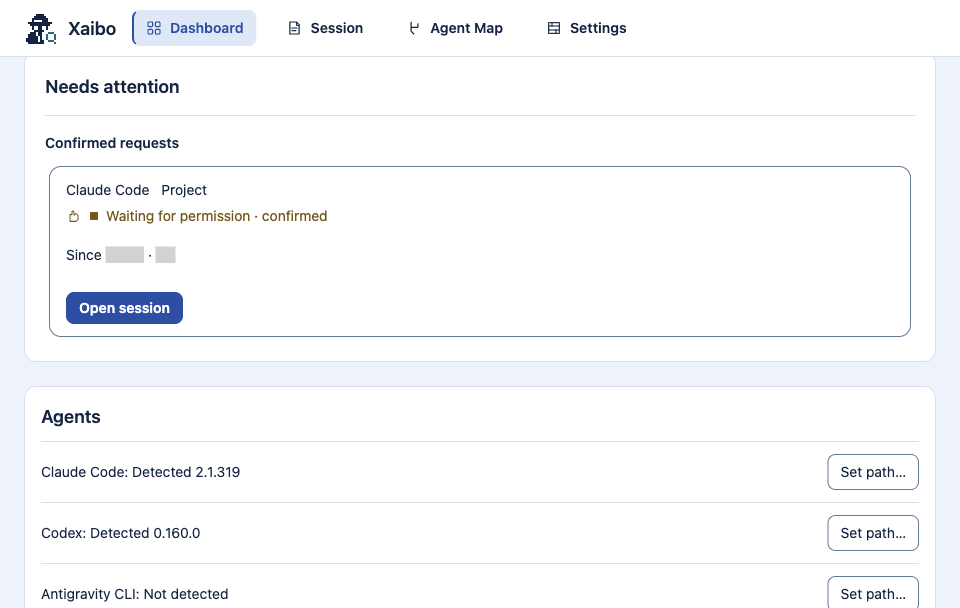 Xaibo
Dashboard
Session
Agent Map
Settings
Needs attention
Confirmed requests
Claude Code Project
Waiting for permission · confirmed
Since ·
Open session
Agents
Claude Code: Detected 2.1.319
Set path...
Codex: Detected 0.160.0
Set path...
Antigravity CLI: Not detected
Set path...